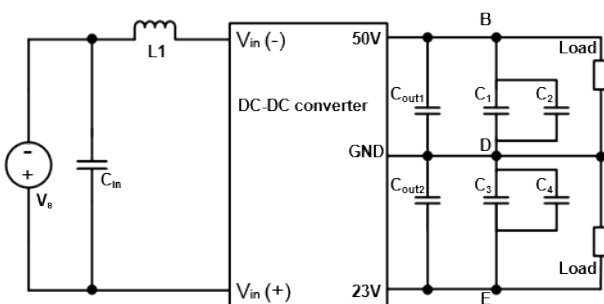 B
L1
Vin (-)
50V
Load
DC-DC converter
Cout1
C1
C2
GND
D
-
+
Vs
Cin
Cout2
C3
C4
Load
Vin (+)
23V
E